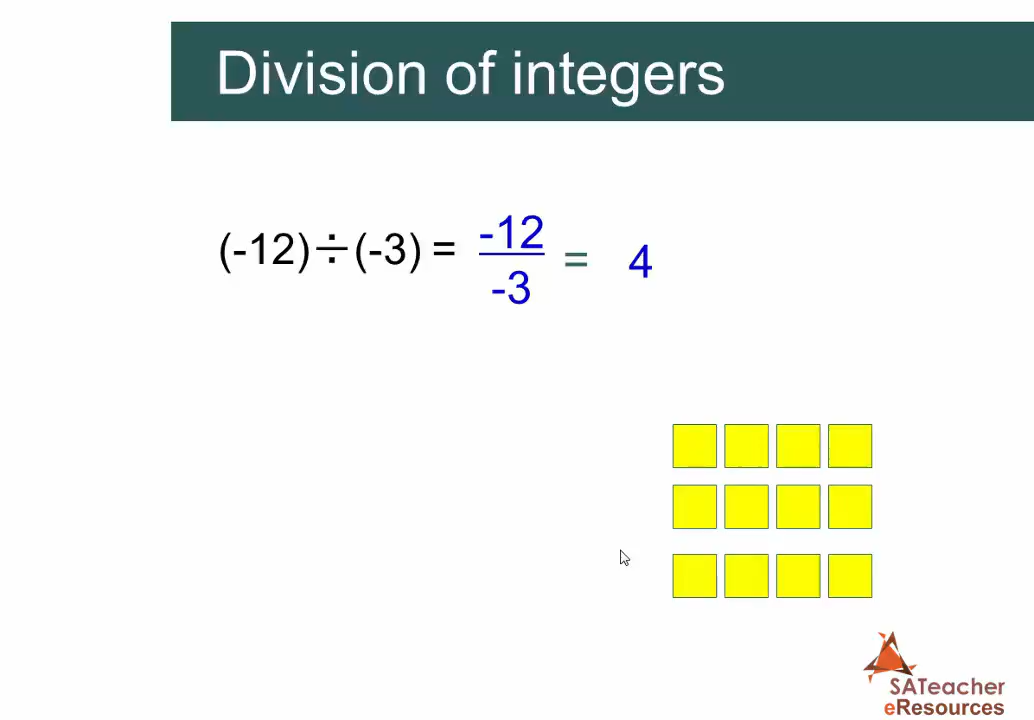 Division of integers
(-12)÷(-3) = -12/-3 = 4
SATeacher
eResources